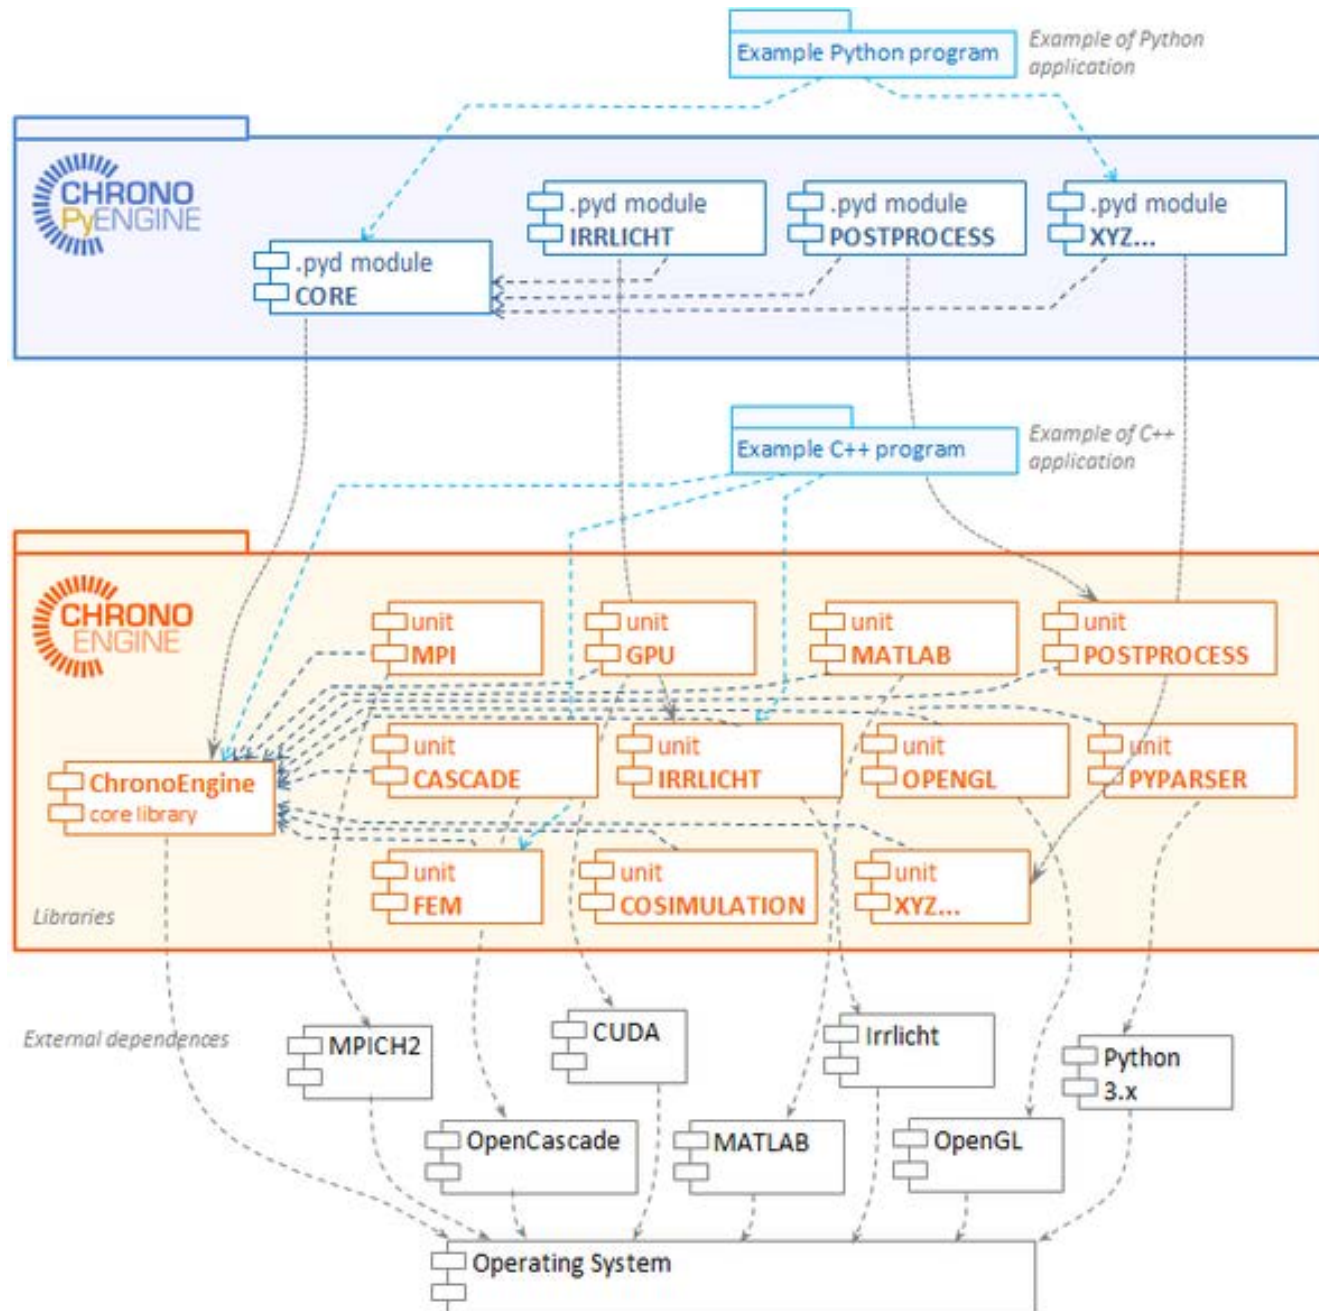 Example Python program
Example of Python
application
CHRONO
PyENGINE
.pyd module
IRRLICHT
.pyd module
POSTPROCESS
.pyd module
XYZ...
.pyd module
CORE
Example C++ program
Example of C++
application
CHRONO
ENGINE
unit
MPI
unit
GPU
unit
MATLAB
unit
POSTPROCESS
unit
CASCADE
unit
IRRLICHT
unit
OPENGL
unit
PYPARSER
ChronoEngine
core library
unit
FEM
unit
COSIMULATION
unit
XYZ...
Libraries
External dependences
MPICH2
CUDA
Irrlicht
Python
3.x
OpenCascade
MATLAB
OpenGL
Operating System